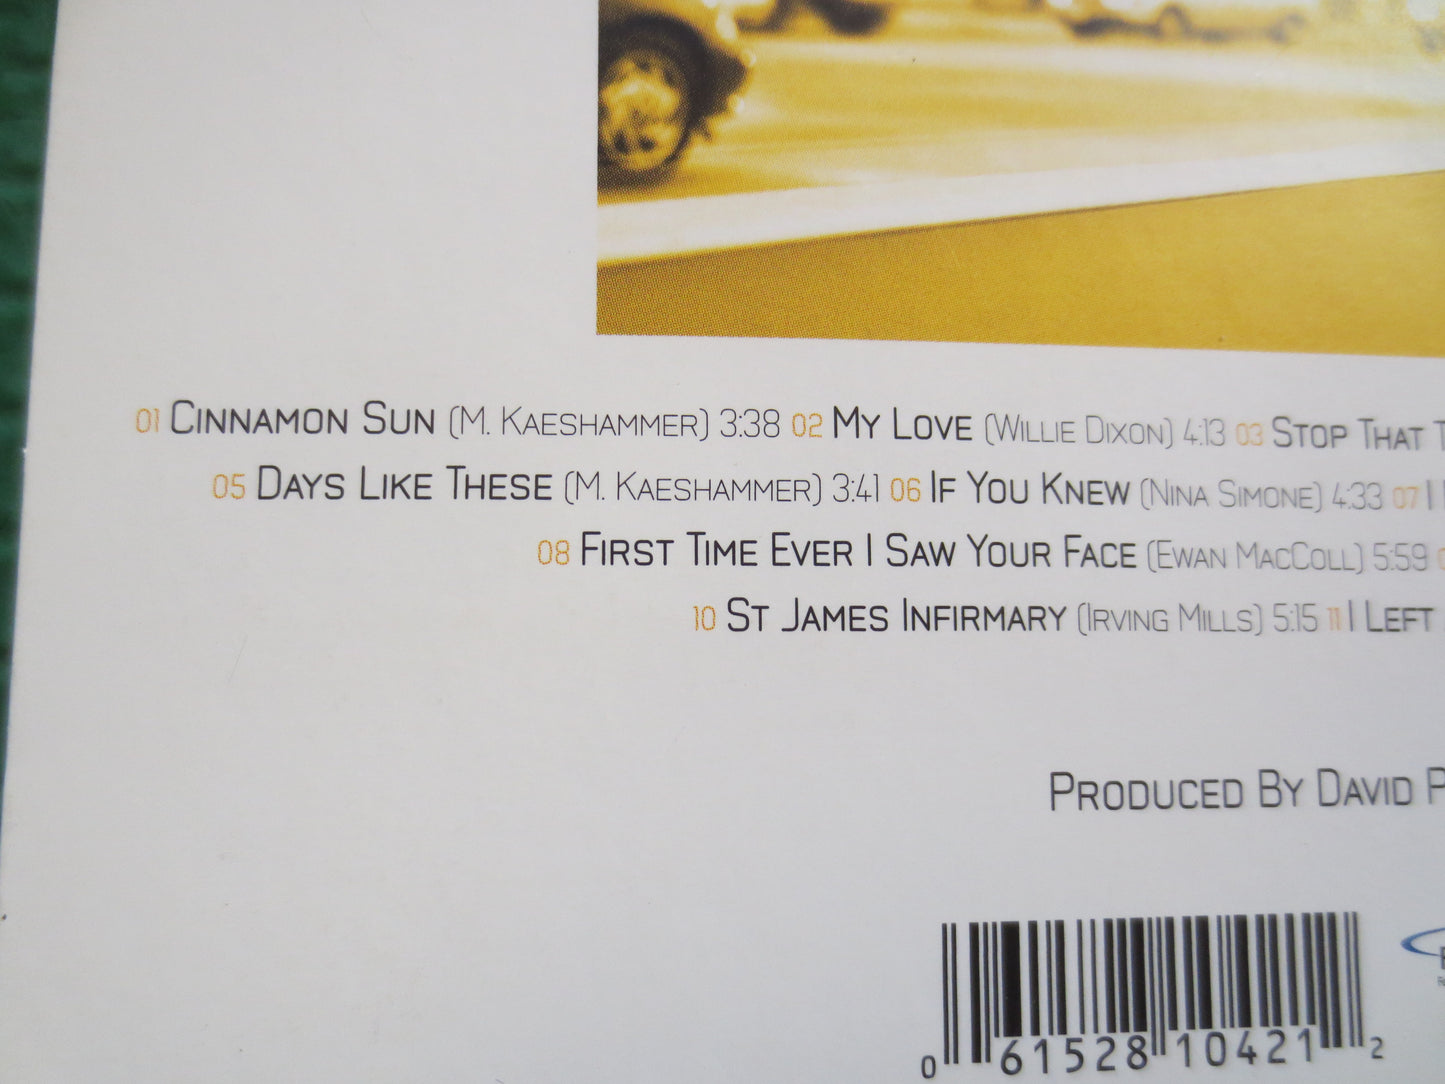 01 CINNAMON SUN (M. KAESHAMMER) 3:38 02 MY LOVE (WILLIE DIXON) 4:13 03 STOP THAT
05 DAYS LIKE THESE (M. KAESHAMMER) 3:41 06 IF YOU KNEW (NINA SIMONE) 4:33 07 I
08 FIRST TIME EVER I SAW YOUR FACE (EWAN MACCOLL) 5:59
10 ST JAMES INFIRMARY (IRVING MILLS) 5:15 11 I LEFT
PRODUCED BY DAVID
0 61528 10421 2